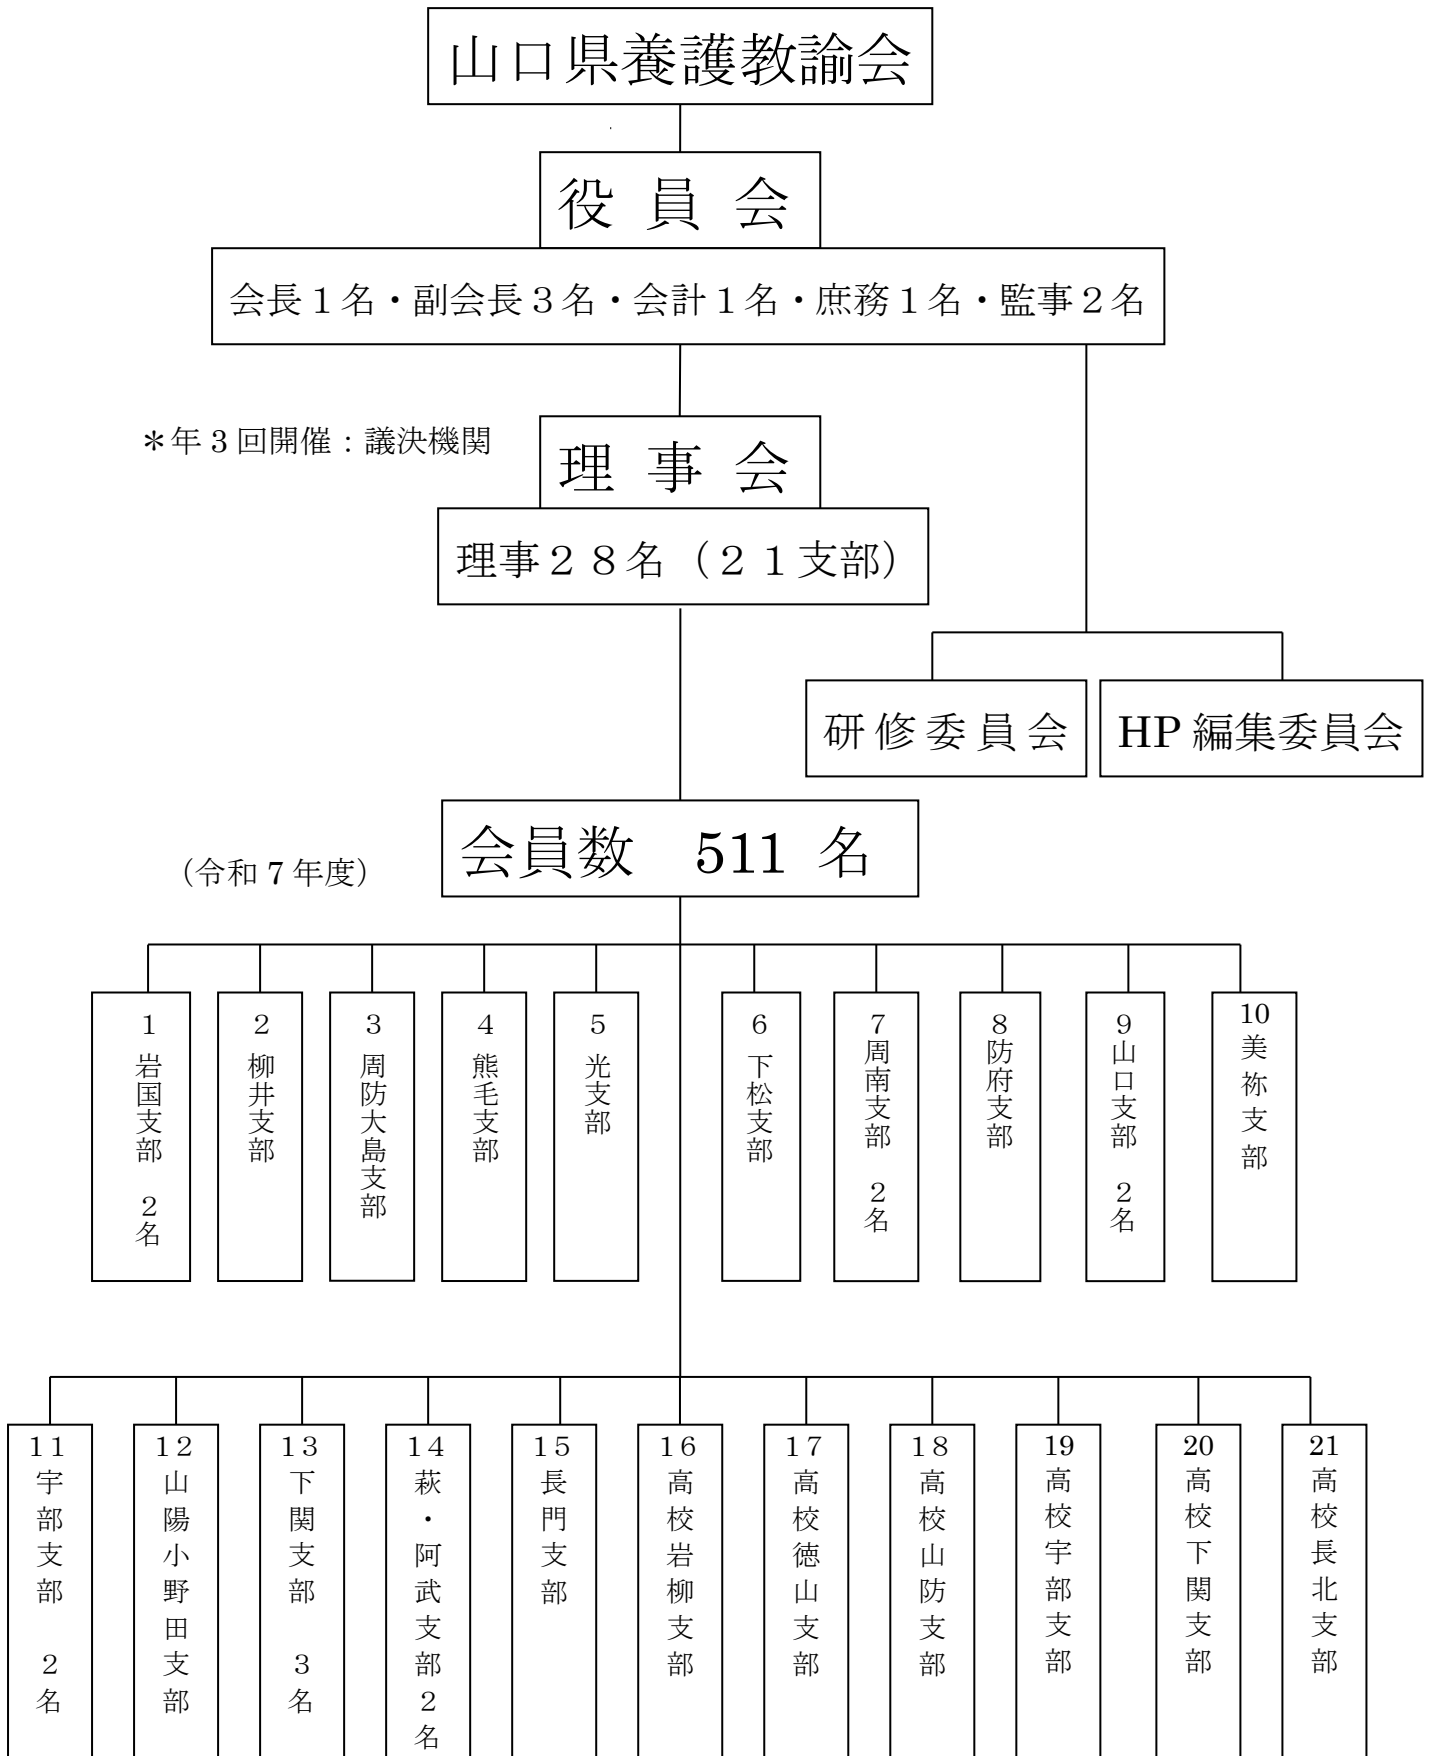 山口県養護教諭会
役 員 会
会長１名・副会長３名・会計１名・庶務１名・監事２名
＊年 3 回開催：議決機関
理 事 会
理事２８名（２１支部）
研修委員会
HP 編集委員会
会員数　511 名
（令和 7 年度）
１ 岩国支部　２名
２ 柳井支部
３ 周防大島支部
４ 熊毛支部
５ 光支部
６ 下松支部
７周南支部　２名
８防府支部
９山口支部　２名
10 美祢支部
１１ 宇部支部　２名
１２ 山陽小野田支部
１３ 下関支部　３名
１４ 萩・阿武支部２名
１５ 長門支部
１６ 高校岩柳支部
１７ 高校徳山支部
１８ 高校山防支部
19 高校宇部支部
20 高校下関支部
21 高校長北支部